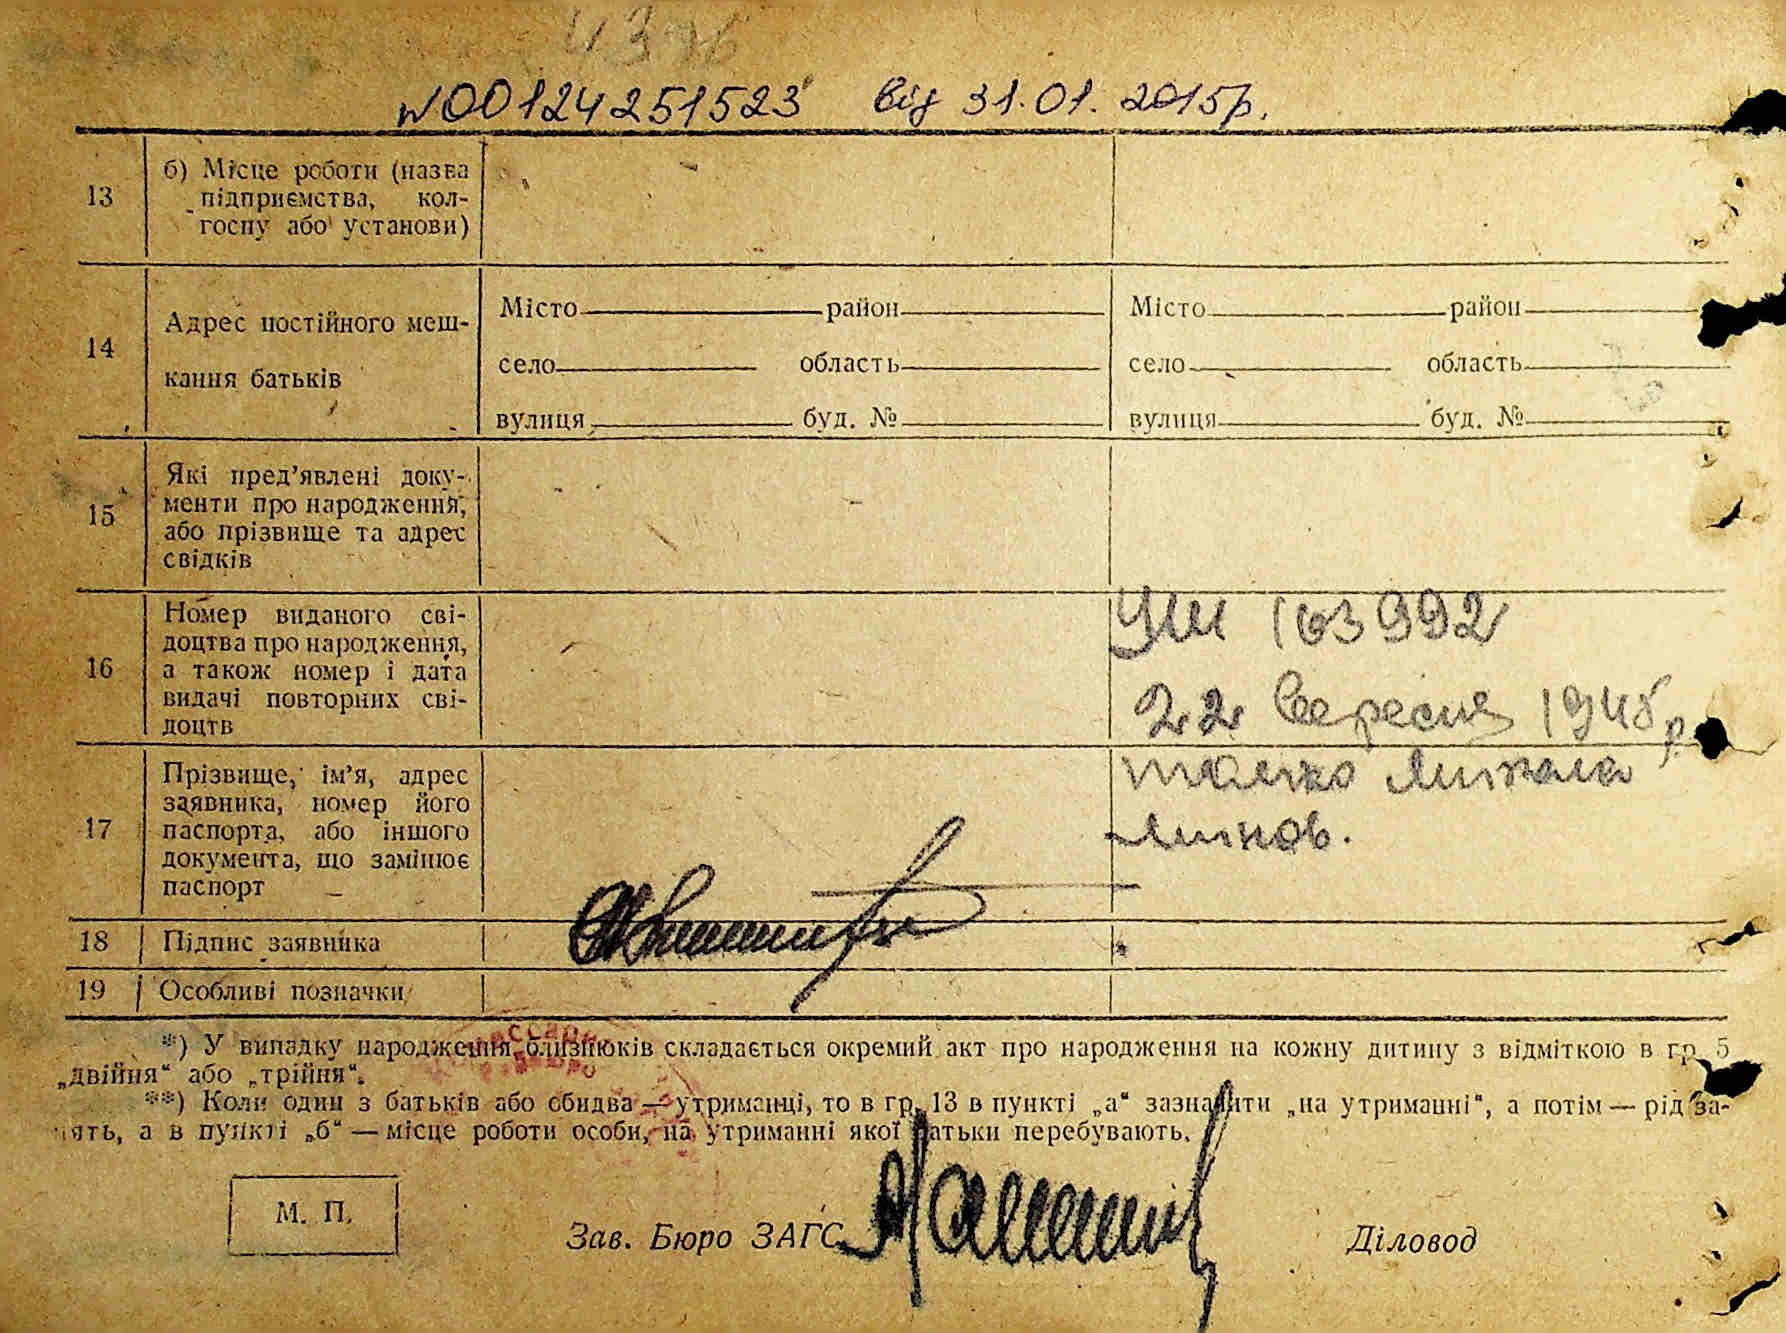 №00124251523 від 31.01.2015р.
13
б) Місце роботи (назва
підприємства, кол-
госпу або установи)
14
Адрес постійного меш-
кання батьків
Місто район Місто район
село область село область
вулиця буд. № вулиця буд. №
15
Які пред’явлені доку-
менти про народження,
або прізвище та адрес
свідків
16
Номер виданого сві-
доцтва про народження,
а також номер і дата
видачі повторних сві-
доцтв
163992
22 вересня 194 р.
17
Прізвище, ім’я, адрес
заявника, номер його
паспорта, або іншого
документа, що замінює
паспорт
18 Підпис заявника
19 Особливі позначки
*) У випадку народження близнюків складається окремий акт про народження на кожну дитину з відміткою в гр. 5
„двійня“ або „трійня“.
**) Коли один з батьків або обидва — утриманці, то в гр. 13 в пункті „а“ зазначити „на утриманні“, а потім — рід за-
нять, а в пункті „б“ — місце роботи особи, на утриманні якої батьки перебувають.
М. П.
Зав. Бюро ЗАГС Діловод